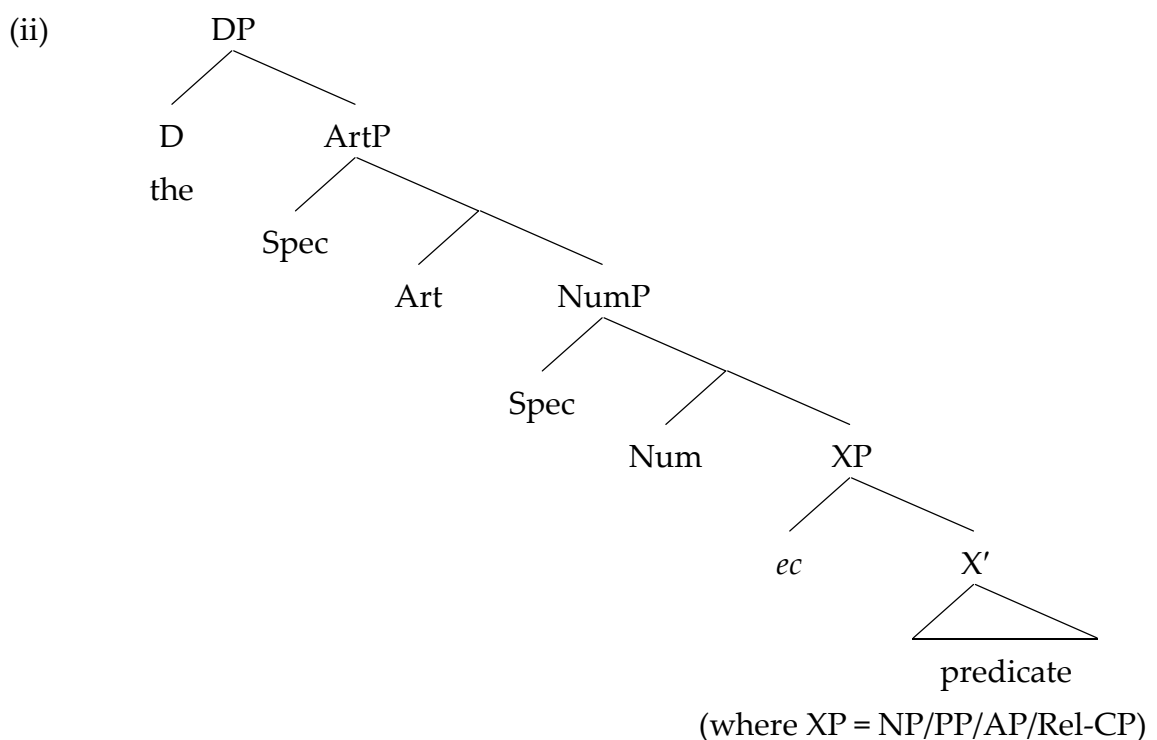 (ii) DP
D ArtP
the
Spec
Art NumP
Spec
Num XP
ec X′
predicate
(where XP = NP/PP/AP/Rel-CP)